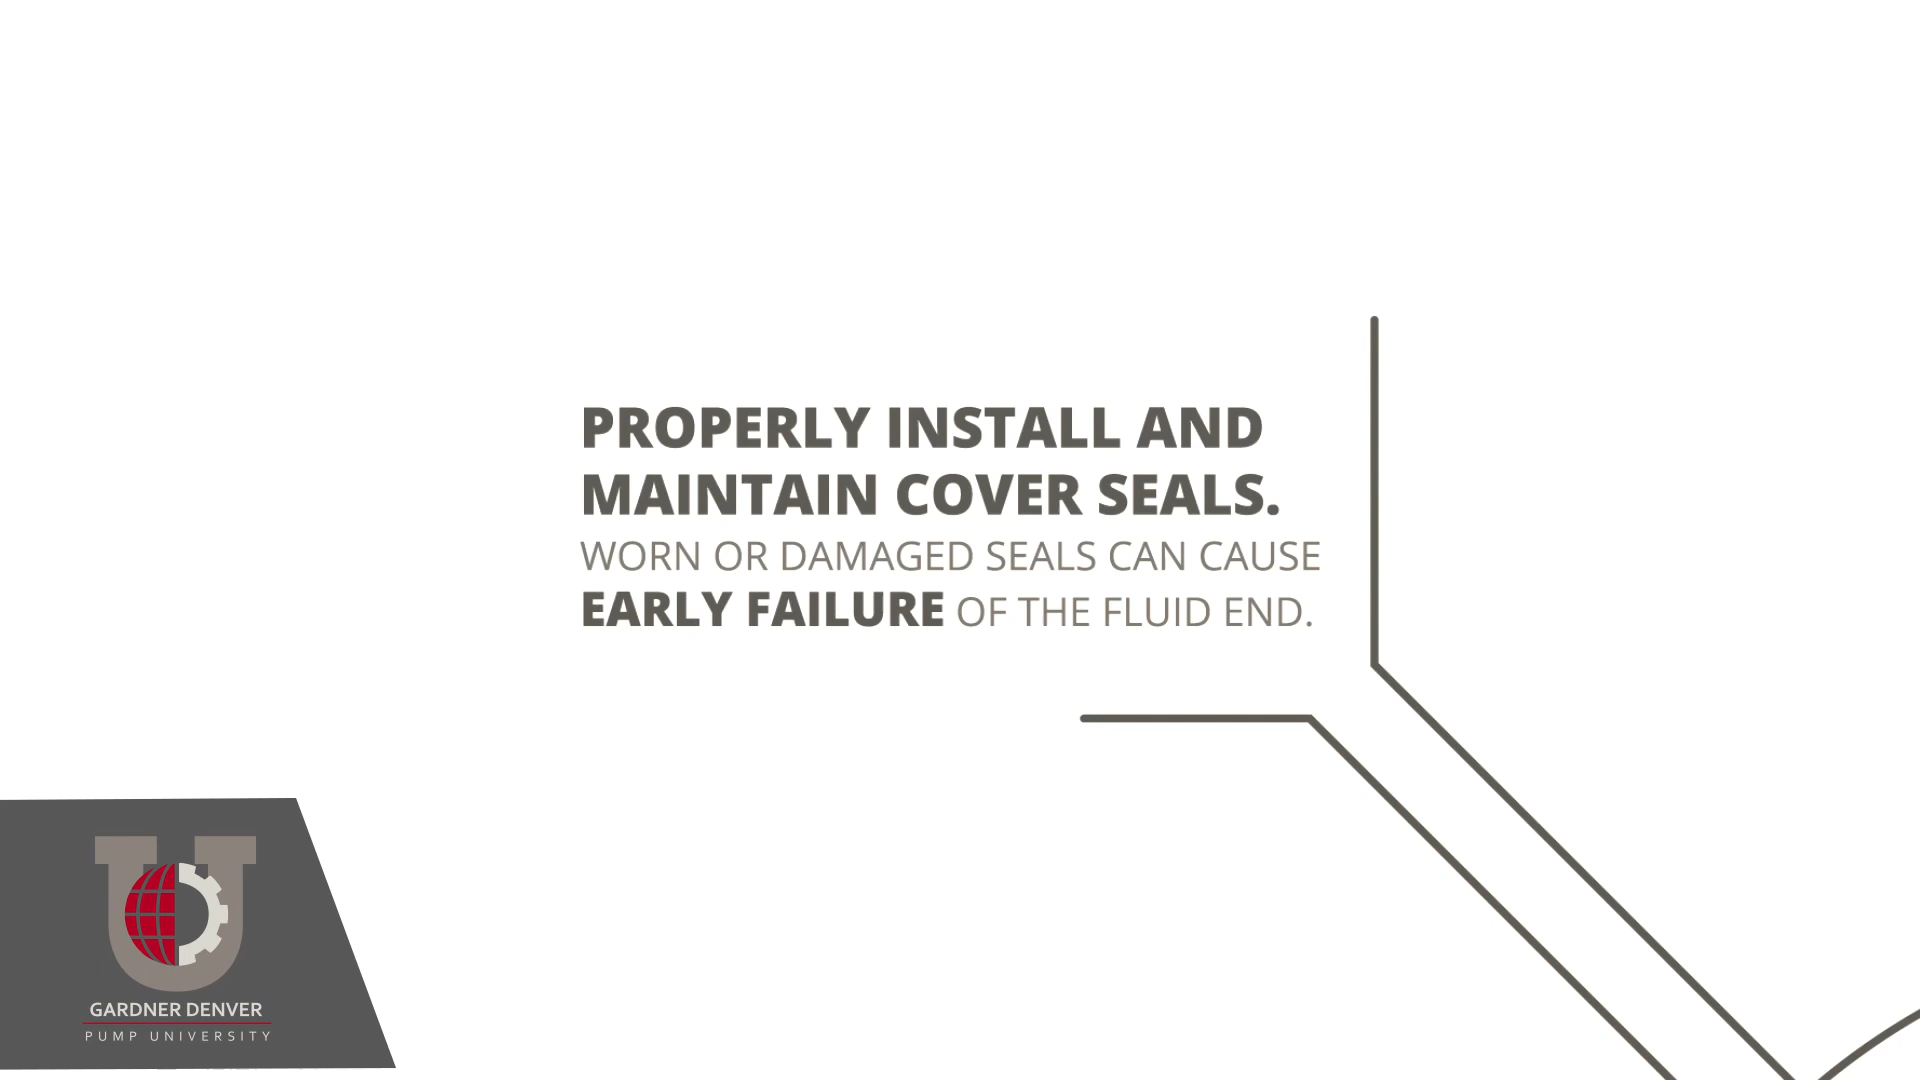 PROPERLY INSTALL AND
MAINTAIN COVER SEALS.
WORN OR DAMAGED SEALS CAN CAUSE
EARLY FAILURE OF THE FLUID END.
GARDNER DENVER
PUMP UNIVERSITY